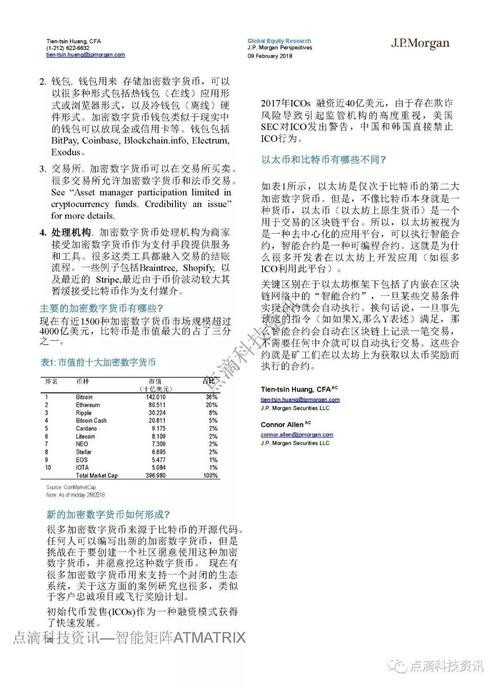 Tien-tsin Huang, CFA
(1-212) 622-6632
tien-tsin.huang@jpmorgan.com
Global Equity Research
J.P. Morgan Perspectives
09 February 2018
J.P.Morgan
2. 钱包. 钱包用来 存储加密数字货币,可以
以很多种形式包括热钱包(在线)应用形
式或浏览器形式,以及冷钱包(离线)硬
件形式。加密数字货币钱包类似于现实中
的钱包可以放现金或信用卡等。钱包包括
BitPay, Coinbase, Blockchain.info, Electrum,
Exodus。
3. 交易所. 加密数字货币可以在交易所买卖。
很多交易所允许加密数字货币和法币交易。
See “Asset manager participation limited in
cryptocurrency funds. Credibility an issue”
for more details.
4. 处理机构. 加密数字货币处理机构为商家
接受加密数字货币作为支付手段提供服务
和工具。很多这类工具都融入交易的结账
流程。一些例子包括Braintree, Shopify, 以
及最近的 Stripe,最近由于币价波动较大其
暂缓接受比特币作为支付媒介。
主要的加密数字货币有哪些?
现在有近1500种加密数字货币市场规模超过
4000亿美元,比特币是市值最大的占了三分
之一。
表1: 市值前十大加密数字货币
排名 币种 市值 占比
(十亿美元)
1 Bitcoin 142.010 36%
2 Ethereum 80.511 20%
3 Ripple 30.224 8%
4 Bitcoin Cash 20.811 5%
5 Cardano 9.175 2%
6 Litecoin 8.109 2%
7 NEO 7.309 2%
8 Stellar 6.695 2%
9 EOS 5.477 1%
10 IOTA 5.084 1%
Total Market Cap 396.980 100%
Source: CoinMarketCap
Note: As of midday 2/8/2018
新的加密数字货币如何形成?
很多加密数字货币来源于比特币的开源代码。
任何人可以编写出新的加密数字货币,但是
挑战在于要创建一个社区愿意使用这种加密
数字货币,并愿意挖这种数字货币。 现在有
很多加密数字货币用来支持一个封闭的生态
系统,关于这方面的案例研究也很多,类似
于客户忠诚项目或飞行奖励计划。
初始代币发售(ICOs)作为一种融资模式获得
了快速发展。
2017年ICOs 融资近40亿美元,由于存在欺诈
风险导致引起监管机构的高度重视,美国
SEC对ICO发出警告,中国和韩国直接禁止
ICO行为。
以太币和比特币有哪些不同?
如表1所示,以太坊是仅次于比特币的第二大
加密数字货币。但是,不像比特币本身就是一
种货币,以太币(以太坊上原生货币)是一个
用于交易的区块链平台。所以,以太坊被视为
是一种去中心化的应用平台,可以执行智能合
约,智能合约是一种可编程合约。这就是为什
么很多开发者在以太坊上开发应用(如很多
ICO利用此平台)。
关键区别在于以太坊框架下包括了内嵌在区块
链网络中的“智能合约”,一旦某些交易条件
实现合约就会自动执行。换句话说,一旦事先
预设的指令(如如果X,那么Y表述)满足,那
么智能合约会自动在区块链上记录一笔交易,
不需要任何中介就可以自动执行交易。这些合
约就是矿工们在以太坊上为获取以太币奖励而
执行的合约。
Tien-tsin Huang, CFA AC
tien-tsin.huang@jpmorgan.com
J.P. Morgan Securities LLC
Connor Allen AC
connor.allen@jpmorgan.com
J.P. Morgan Securities LLC
点滴科技资讯
点滴科技资讯—智能矩阵ATMATRIX
点滴科技资讯